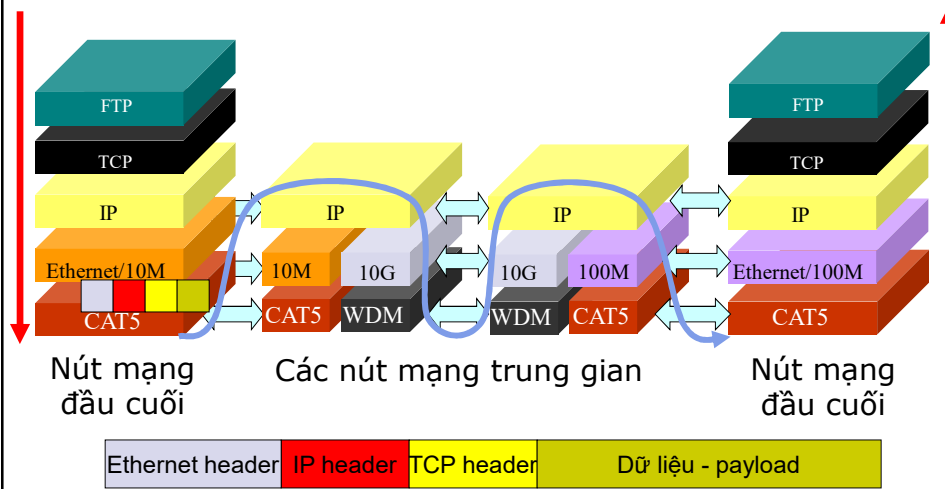 FTP
TCP
IP
Ethernet/10M
CAT5
IP
10M
10G
CAT5
WDM
IP
10G
100M
WDM
CAT5
FTP
TCP
IP
Ethernet/100M
CAT5
Nút mạng
đầu cuối
Các nút mạng trung gian
Nút mạng
đầu cuối
Ethernet header
IP header
TCP header
Dữ liệu - payload